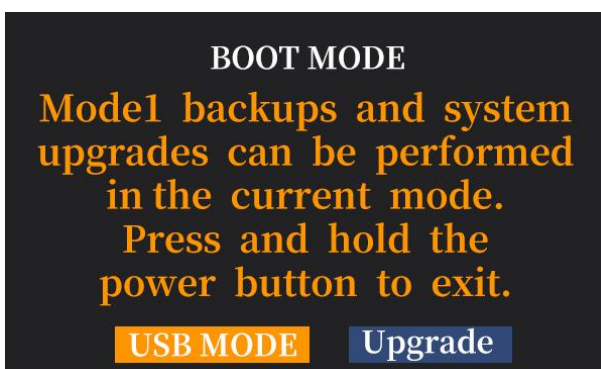 BOOT MODE
Mode1 backups and system
upgrades can be performed
in the current mode.
Press and hold the
power button to exit.
USB MODE Upgrade